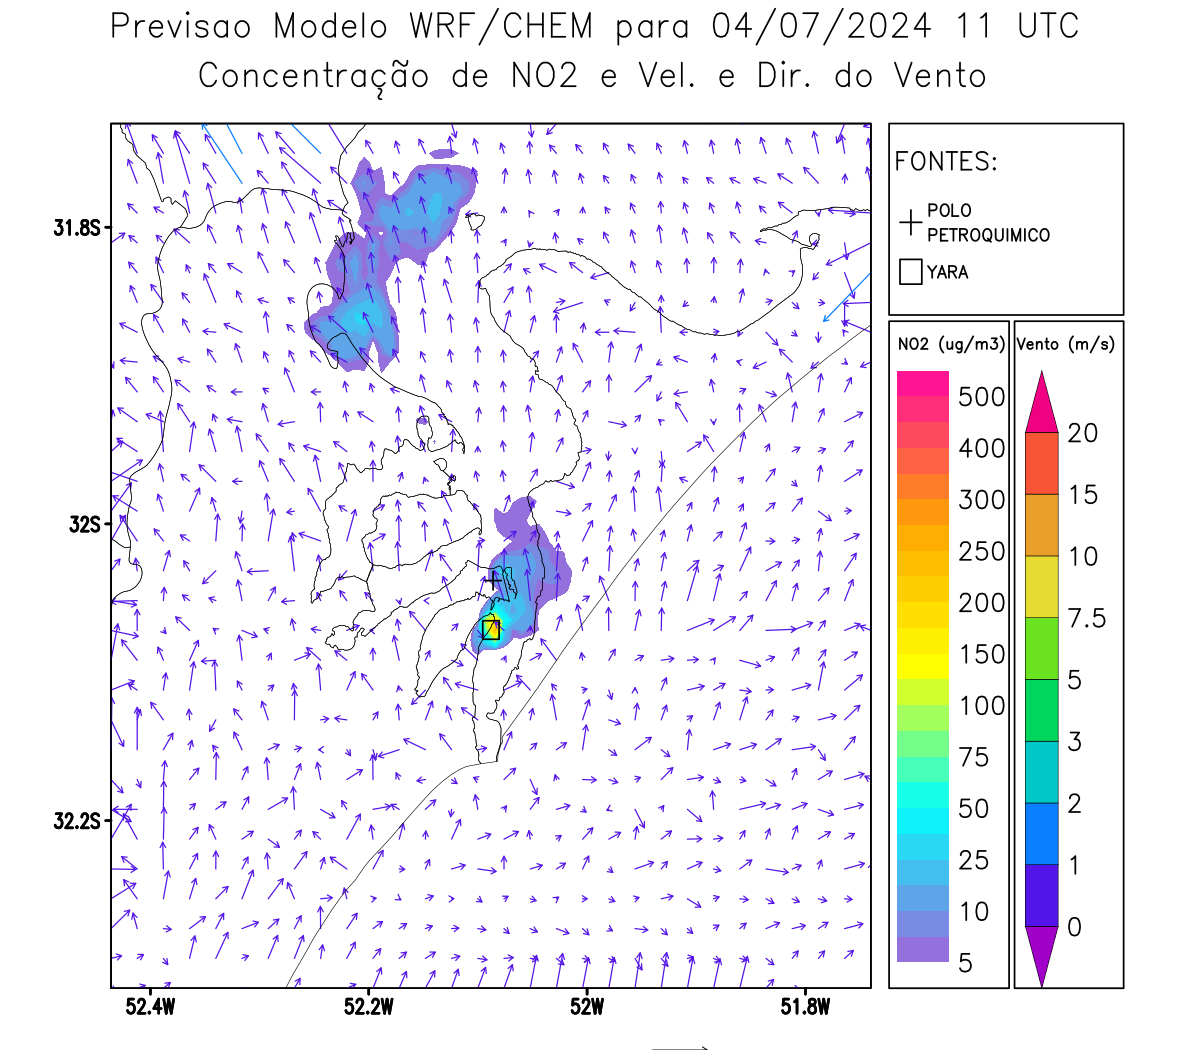 Previsao Modelo WRF/CHEM para 04/07/2024 11 UTC
Concentração de NO2 e Vel. e Dir. do Vento
FONTES:
POLO
PETROQUIMICO
YARA
NO2 (ug/m3)
500
400
300
250
200
150
100
75
50
25
10
5
Vento (m/s)
20
15
10
7.5
5
3
2
1
0
31.8S
32S
32.2S
52.4W
52.2W
52W
51.8W